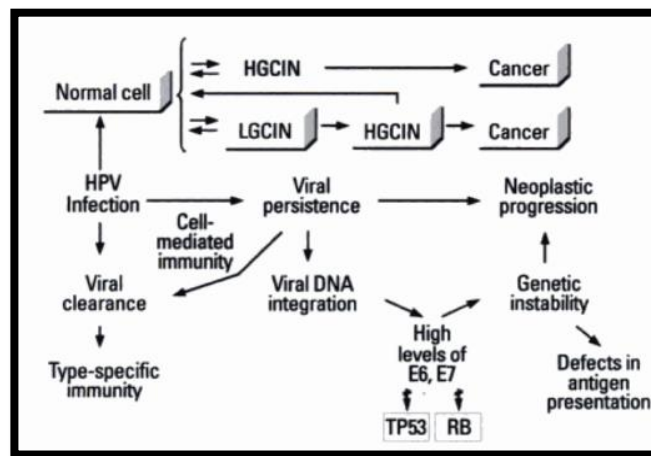 HGCIN
Cancer
Normal cell
LGCIN
HGCIN
Cancer
HPV
Infection
Viral
persistence
Neoplastic
progression
Cell-
mediated
immunity
Viral
clearance
Viral DNA
integration
Genetic
instability
Type-specific
immunity
High
levels of
E6, E7
Defects in
antigen
presentation
TP53
RB